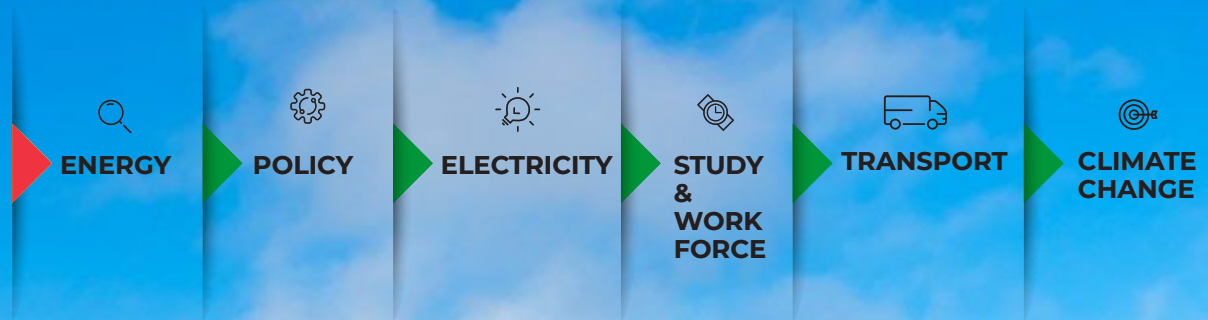 ENERGY
POLICY
ELECTRICITY
STUDY
&
WORK
FORCE
TRANSPORT
CLIMATE
CHANGE